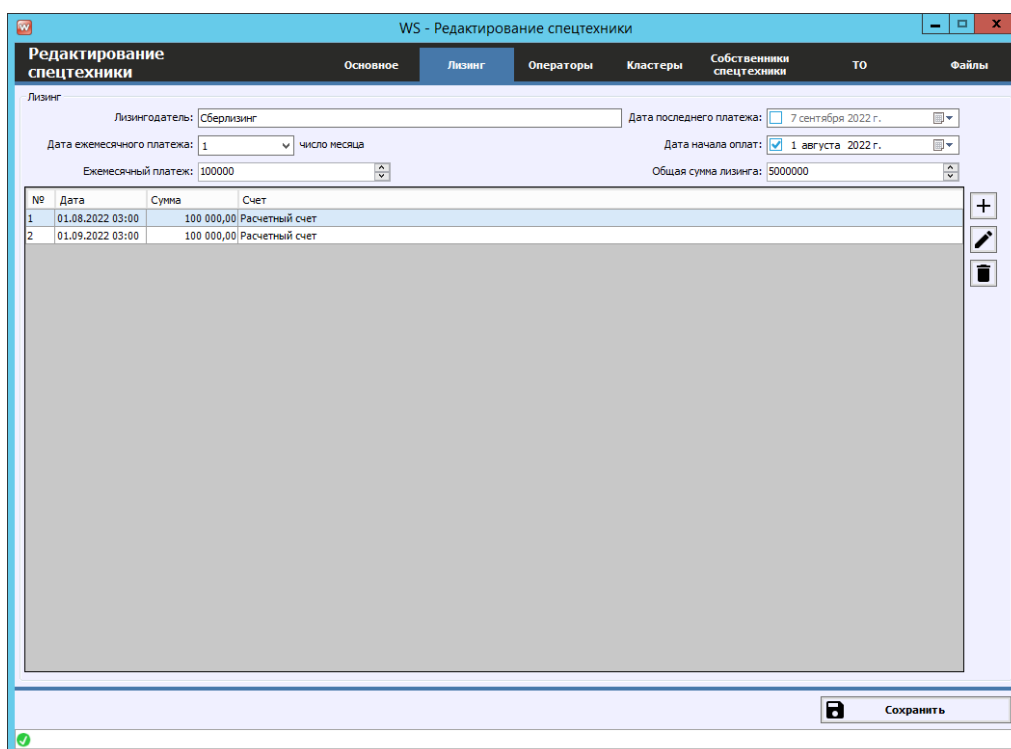 WS - Редактирование спецтехники
Редактирование
спецтехники
Основное
Лизинг
Операторы
Кластеры
Собственники
спецтехники
ТО
Файлы
Лизинг
Лизингодатель: Сберлизинг
Дата последнего платежа: 7 сентября 2022 г.
Дата ежемесячного платежа: 1 число месяца
Дата начала оплат: 1 августа 2022 г.
Ежемесячный платеж: 100000
Общая сумма лизинга: 5000000
№ Дата Сумма Счет
1 01.08.2022 03:00 100 000,00 Расчетный счет
2 01.09.2022 03:00 100 000,00 Расчетный счет
Сохранить